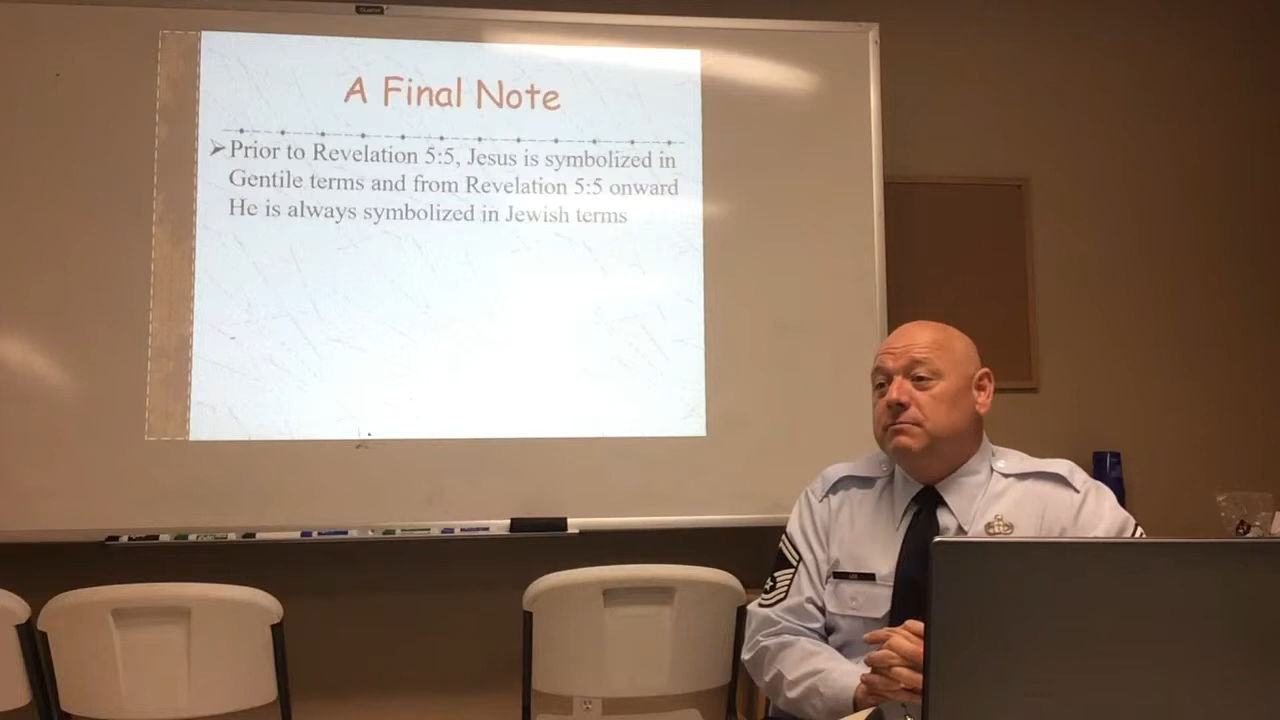 A Final Note
Prior to Revelation 5:5, Jesus is symbolized in
Gentile terms and from Revelation 5:5 onward
He is always symbolized in Jewish terms